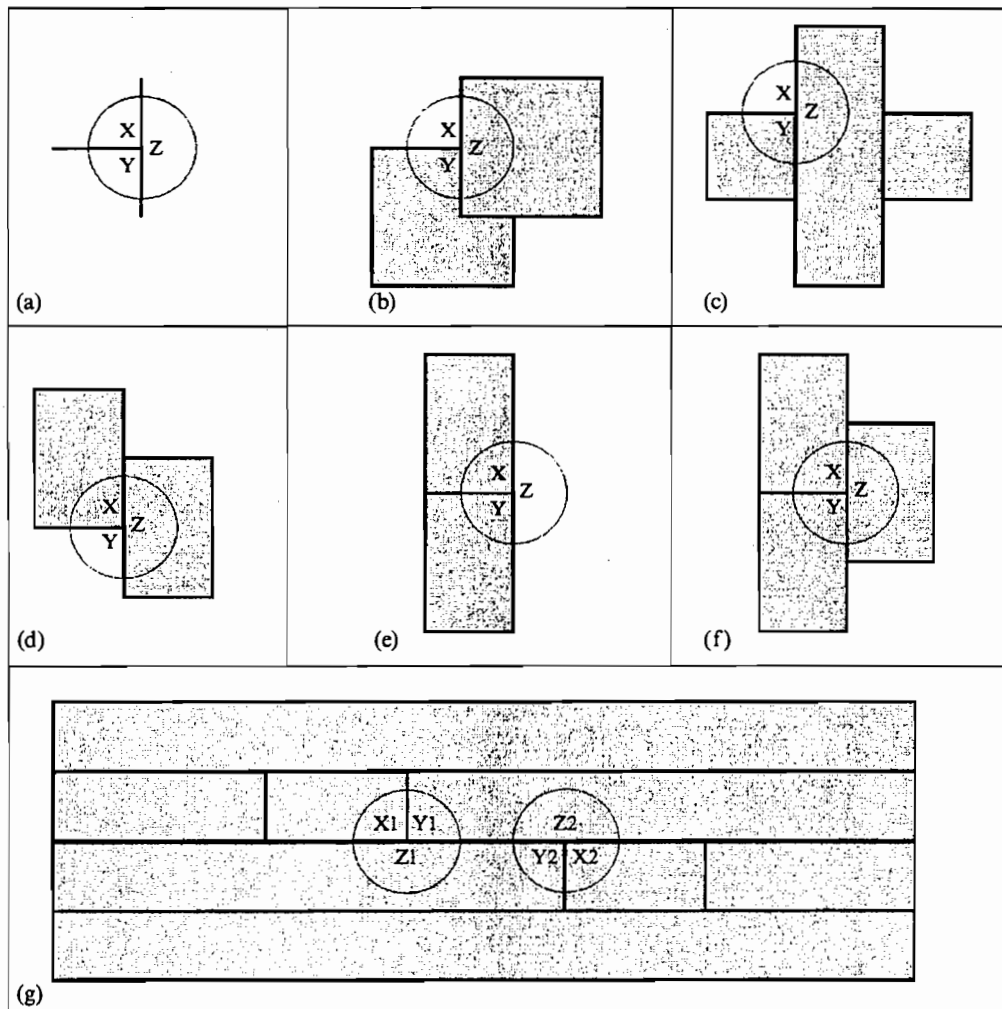 X
Y Z
(a)
X
Y Z
(b)
X
Y Z
(c)
X
Y Z
(d)
X
Y Z
(e)
X
Y Z
(f)
X1 Y1 Z2
Z1 Y2 X2
(g)